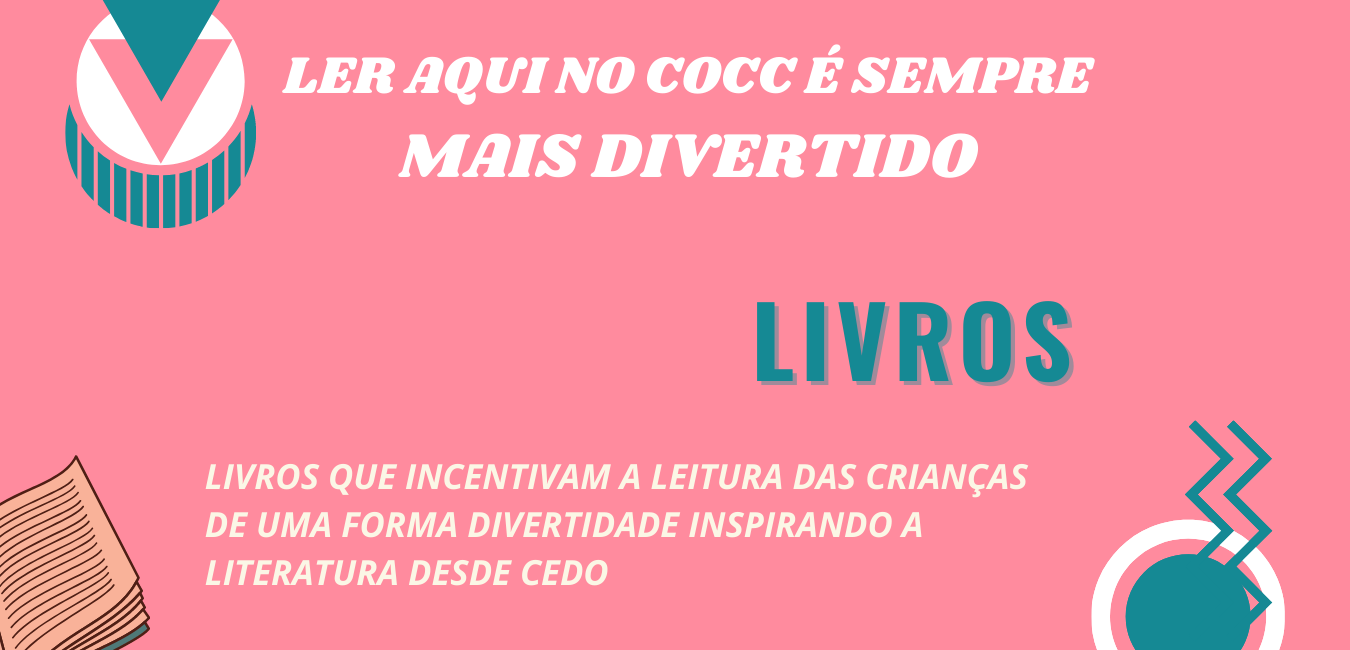 LER AQUI NO COCC É SEMPRE
MAIS DIVERTIDO
LIVROS
LIVROS QUE INCENTIVAM A LEITURA DAS CRIANÇAS
DE UMA FORMA DIVERTIDADE INSPIRANDO A
LITERATURA DESDE CEDO